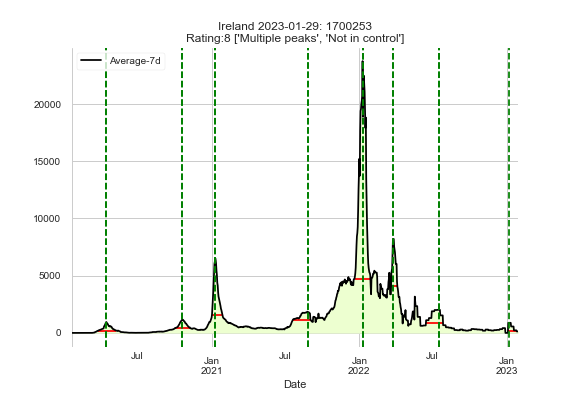 Ireland 2023-01-29: 1700253
Rating:8 ['Multiple peaks', 'Not in control']
Average-7d
20000
15000
10000
5000
0
Jul Jan Jul Jan Jul Jan
2021 2022 2023
Date